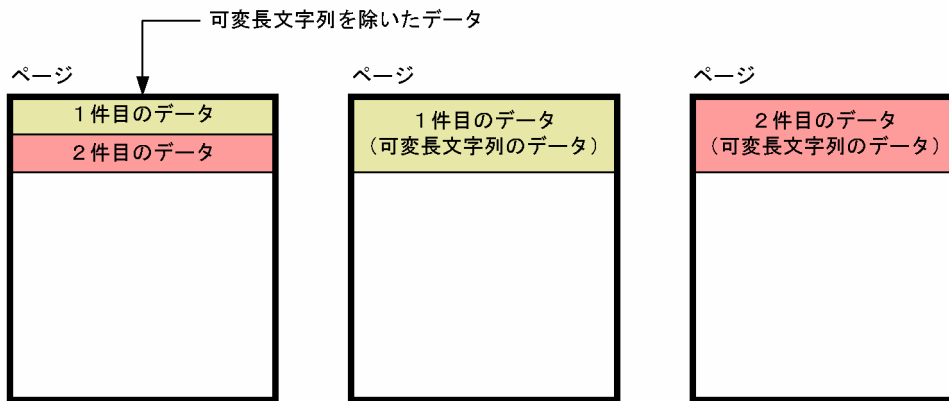 可変長文字列を除いたデータ
ページ
ページ
ページ
1件目のデータ
2件目のデータ
1件目のデータ
(可変長文字列のデータ)
2件目のデータ
(可変長文字列のデータ)